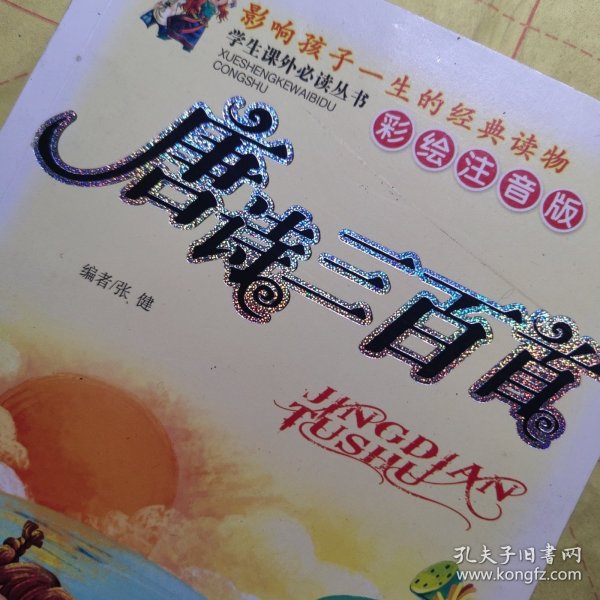 影响孩子一生的经典读物
学生课外必读丛书
XUESHENGKEWAIBIDU
CONGSHU
彩绘注音版
唐诗三百首
编者/张 健
JINGDIAN
TUSHU
孔夫子旧书网
www.kongfz.com